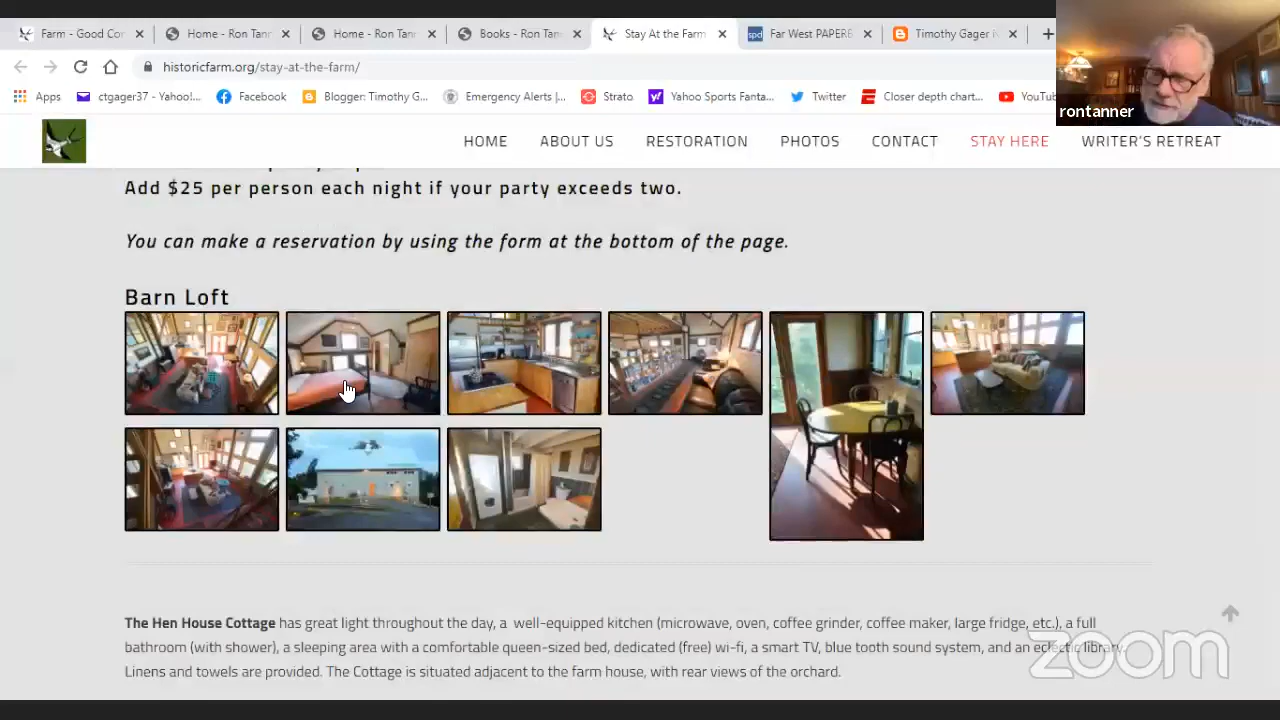 Farm - Good Cor
Home - Ron Tann
Home - Ron Tann
Books - Ron Tan
Stay At the Farm
spd Far West PAPERB
Timothy Gager i
historicfarm.org/stay-at-the-farm/
Apps
ctgager37 - Yahoo!...
Facebook
Blogger: Timothy G...
Emergency Alerts |...
Strato
Yahoo Sports Fanta...
Twitter
Closer depth chart...
YouTu
rontanner
HOME ABOUT US RESTORATION PHOTOS CONTACT STAY HERE WRITER'S RETREAT
Add $25 per person each night if your party exceeds two.
You can make a reservation by using the form at the bottom of the page.
Barn Loft
The Hen House Cottage has great light throughout the day, a well-equipped kitchen (microwave, oven, coffee grinder, coffee maker, large fridge, etc.), a full
bathroom (with shower), a sleeping area with a comfortable queen-sized bed, dedicated (free) wi-fi, a smart TV, blue tooth sound system, and an eclectic library.
Linens and towels are provided. The Cottage is situated adjacent to the farm house, with rear views of the orchard.
zoom